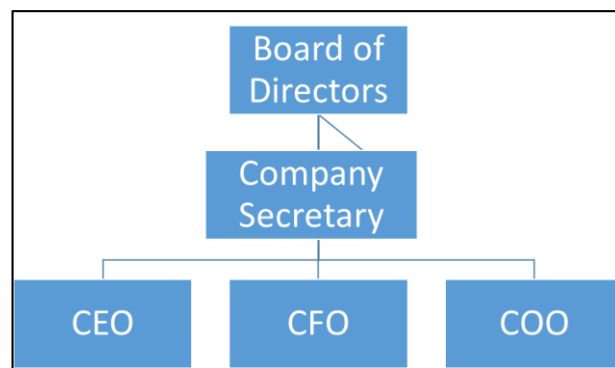 Board of
Directors
Company
Secretary
CEO
CFO
COO